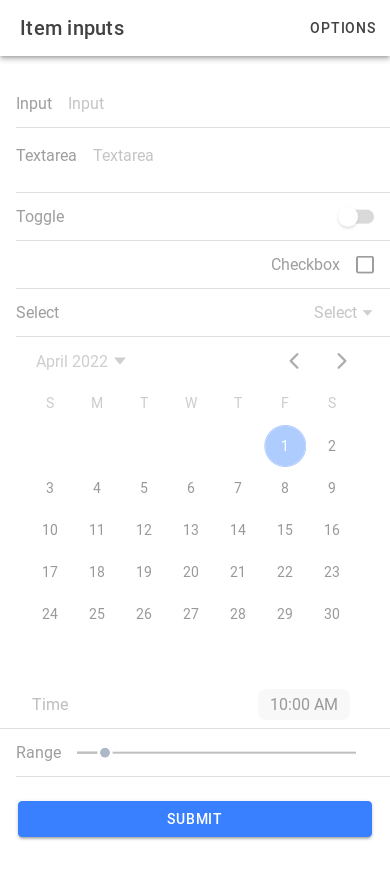 Item inputs OPTIONS
Input Input
Textarea Textarea
Toggle
Checkbox
Select Select
April 2022
S M T W T F S
1 2
3 4 5 6 7 8 9
10 11 12 13 14 15 16
17 18 19 20 21 22 23
24 25 26 27 28 29 30
Time 10:00 AM
Range
SUBMIT